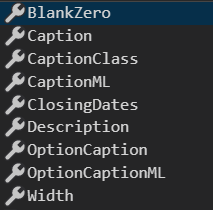 BlankZero
Caption
CaptionClass
CaptionML
ClosingDates
Description
OptionCaption
OptionCaptionML
Width